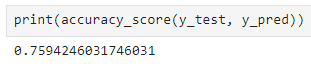 print(accuracy_score(y_test, y_pred))
0.7594246031746031